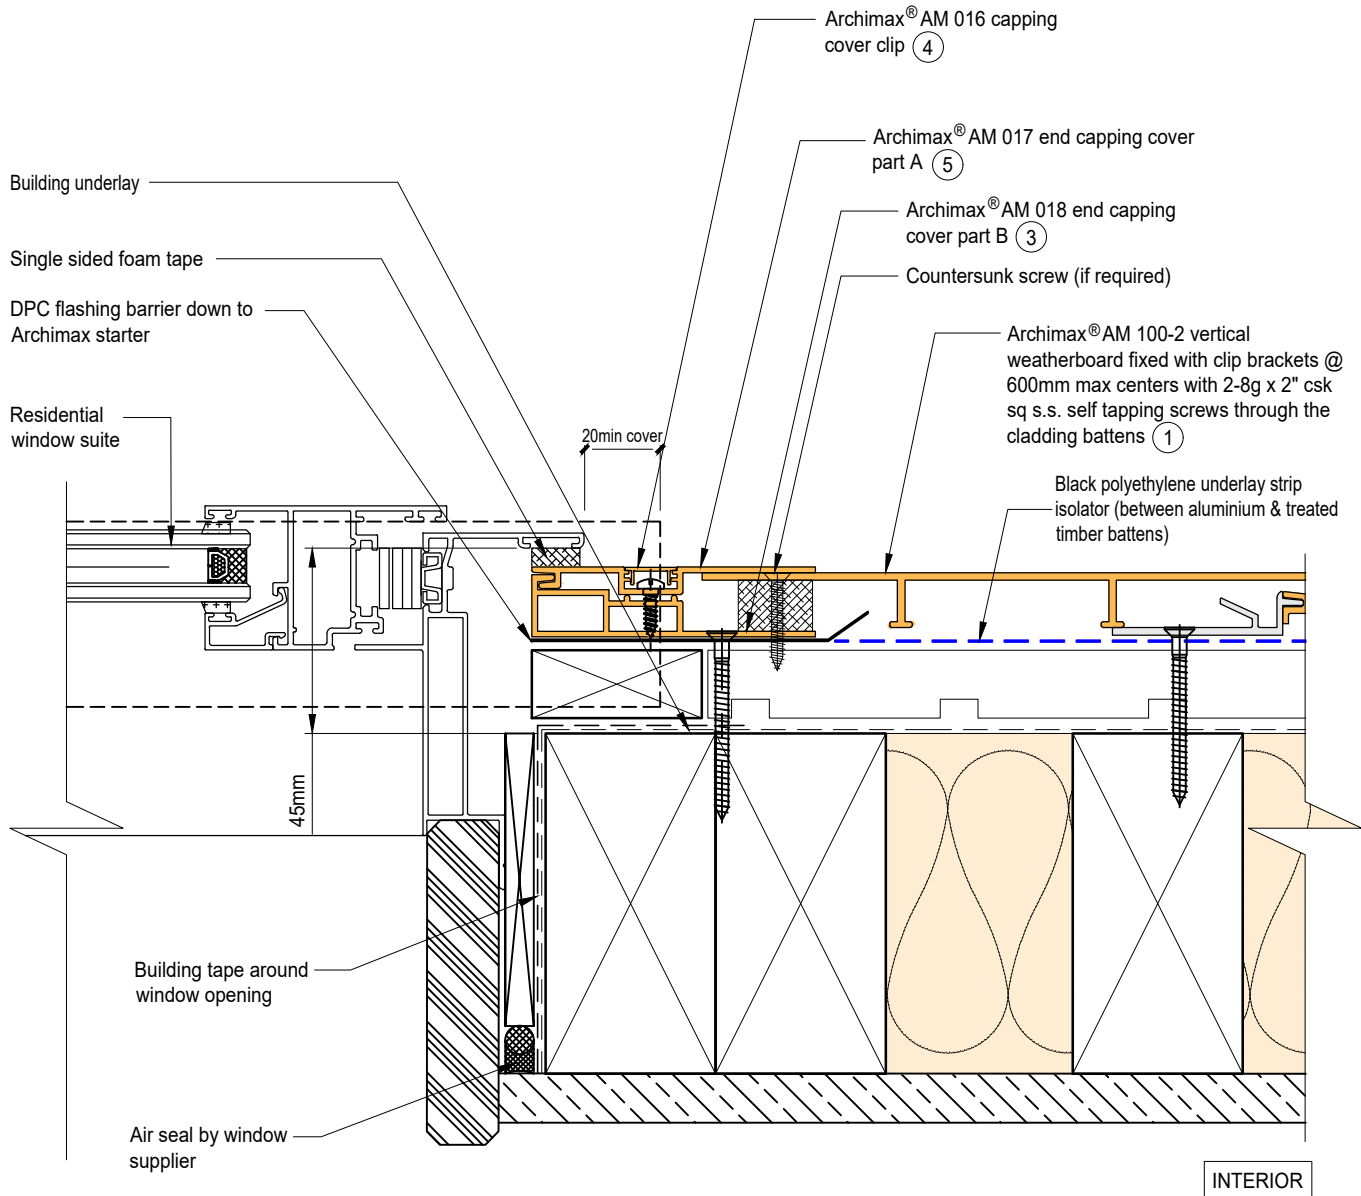 Archimax® AM 016 capping
cover clip 4
Archimax® AM 017 end capping cover
part A 5
Building underlay
Archimax® AM 018 end capping
cover part B 3
Single sided foam tape
Countersunk screw (if required)
DPC flashing barrier down to
Archimax starter
Archimax® AM 100-2 vertical
weatherboard fixed with clip brackets @
600mm max centers with 2-8g x 2" csk
sq s.s. self tapping screws through the
cladding battens 1
Residential
window suite
20min cover
Black polyethylene underlay strip
isolator (between aluminium & treated
timber battens)
45mm
Building tape around
window opening
Air seal by window
supplier
INTERIOR